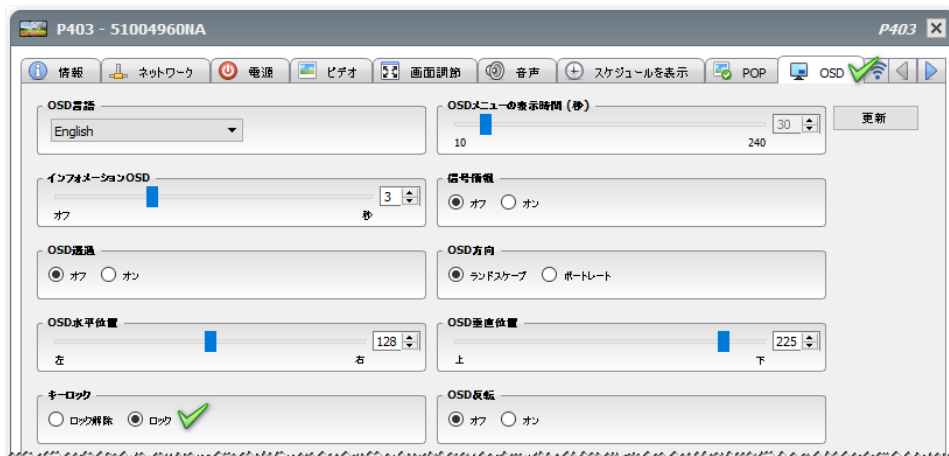 P403 - 51004960NA
P403
情報 ネットワーク 電源 ビデオ 画面調節 音声 スケジュールを表示 POP OSD
OSD言語
English
OSDメニューの表示時間 (秒)
30
10 240
更新
インフォメーションOSD
3
オフ 秒
信号情報
オフ オン
OSD透過
オフ オン
OSD方向
ランドスケープ ポートレート
OSD水平位置
128
左 右
OSD垂直位置
225
上 下
キーロック
ロック解除 ロック
OSD反転
オフ オン